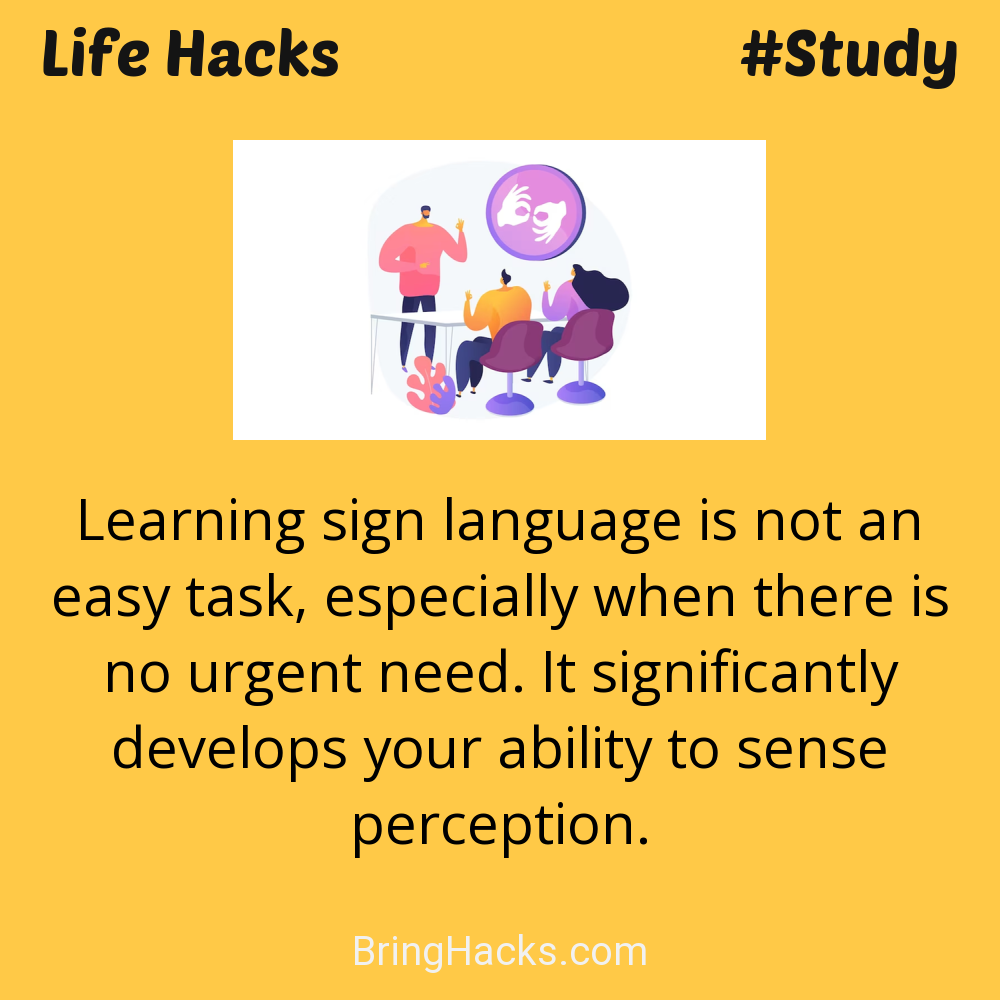 Life Hacks
#Study
Learning sign language is not an
easy task, especially when there is
no urgent need. It significantly
develops your ability to sense
perception.
BringHacks.com